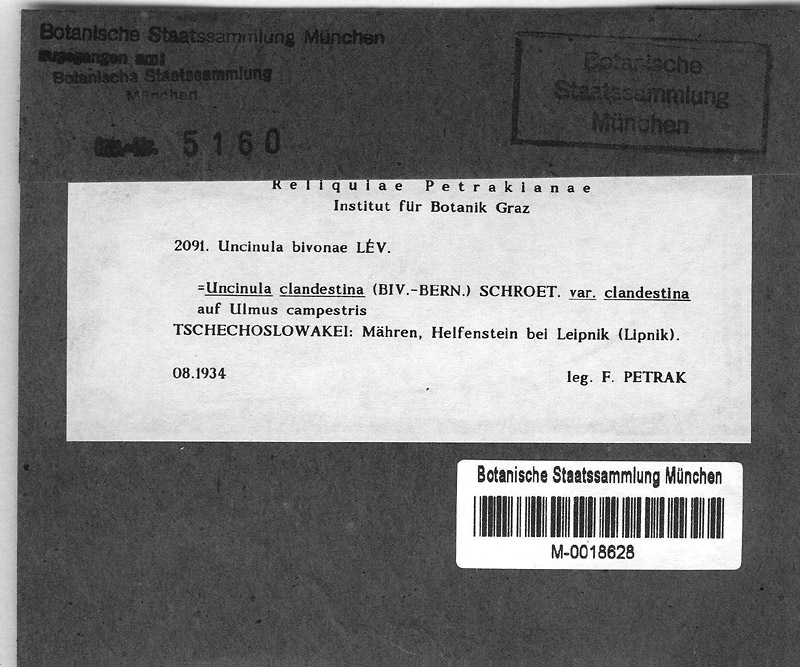 Botanische Staatssammlung München
zugegangen am:
Botanische Staatssammlung
München
5160
Botanische
Staatssammlung
München
Reliquiae Petrakianae
Institut für Botanik Graz
2091. Uncinula bivonae LÉV.
=Uncinula clandestina (BIV.-BERN.) SCHROET. var. clandestina
auf Ulmus campestris
TSCHECHOSLOWAKEI: Mähren, Helfenstein bei Leipnik (Lipnik).
08.1934 leg. F. PETRAK
Botanische Staatssammlung München
M-0018628